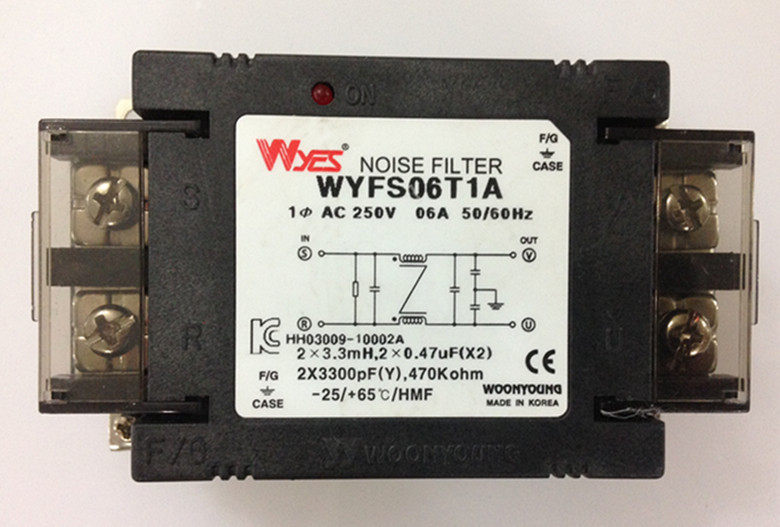 ON
F/G
WYES® NOISE FILTER
F/G
CASE
WYFS06T1A
1Φ AC 250V 06A 50/60Hz
S
V
IN
OUT
S
V
R
U
R
U
HH03009-10002A
2×3.3mH,2×0.47uF(X2)
F/G
CASE
2X3300pF(Y),470Kohm
-25/+65℃/HMF
CE
WOONYOUNG
MADE IN KOREA
F/G
WOONYOUNG